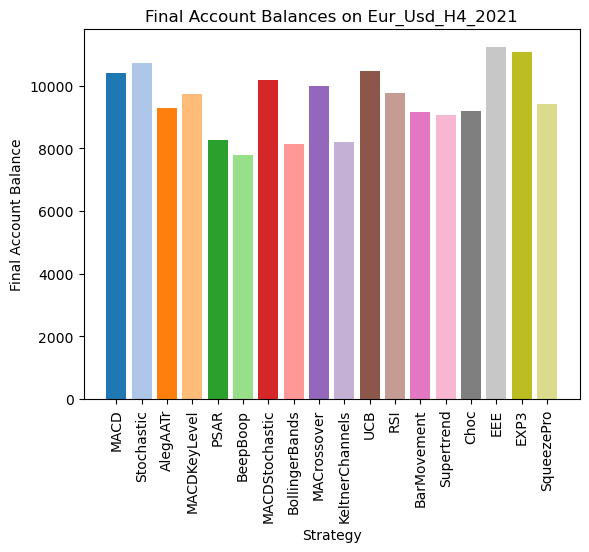 Final Account Balances on Eur_Usd_H4_2021
Final Account Balance
10000
8000
6000
4000
2000
0
MACD
Stochastic
AlegAATr
MACDKeyLevel
PSAR
BeepBoop
MACDStochastic
BollingerBands
MACrossover
KeltnerChannels
UCB
RSI
BarMovement
Supertrend
Choc
EEE
EXP3
SqueezePro
Strategy